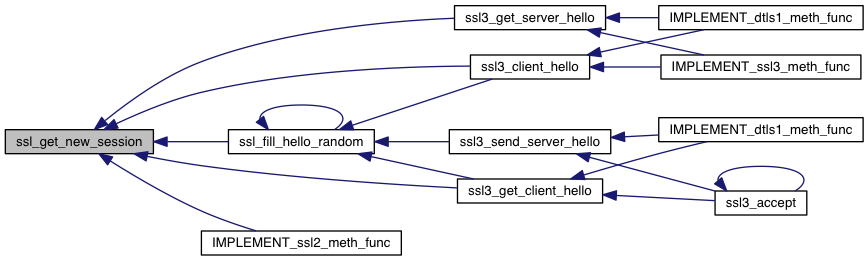 ssl3_get_server_hello
IMPLEMENT_dtls1_meth_func
ssl3_client_hello
IMPLEMENT_ssl3_meth_func
ssl_get_new_session
ssl_fill_hello_random
ssl3_send_server_hello
IMPLEMENT_dtls1_meth_func
ssl3_get_client_hello
ssl3_accept
IMPLEMENT_ssl2_meth_func